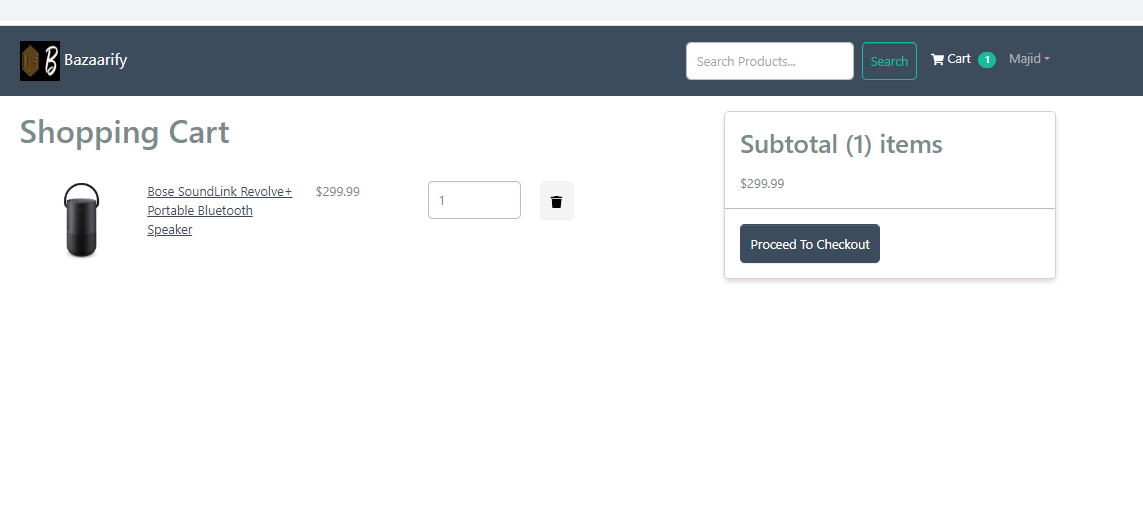 B Bazaarify
Search Products...
Search
Cart 1
Majid
Shopping Cart
Bose SoundLink Revolve+
Portable Bluetooth
Speaker
$299.99
1
Subtotal (1) items
$299.99
Proceed To Checkout